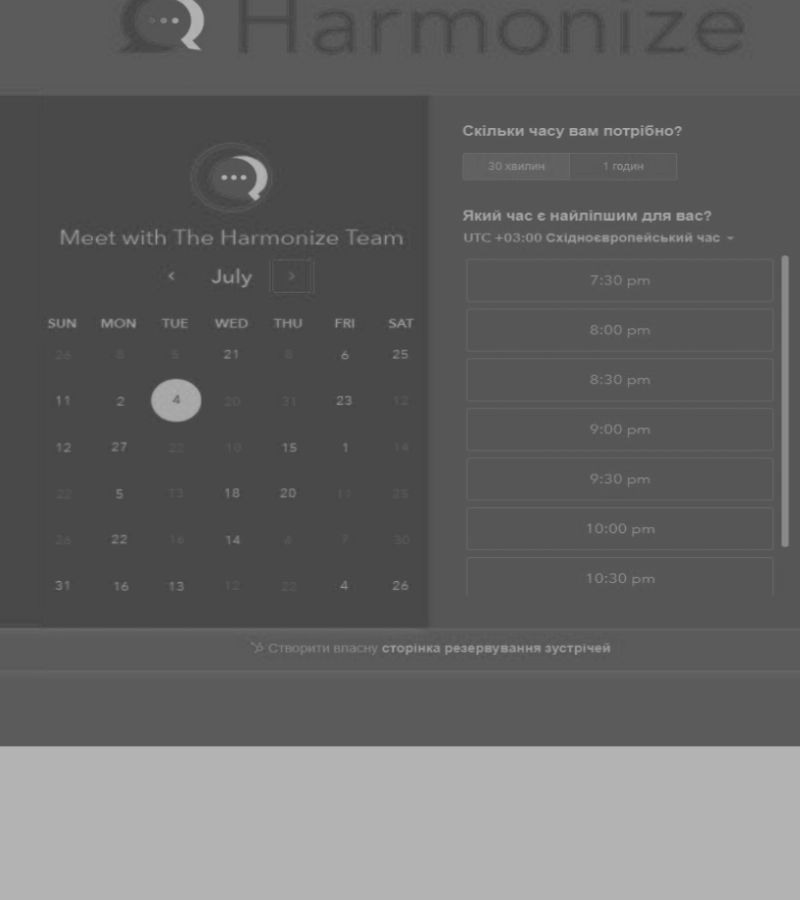 Harmonize
Meet with The Harmonize Team
July
SUN MON TUE WED THU FRI SAT
26 8 5 21 8 6 25
11 2 4 20 31 23 12
12 27 22 10 15 1 14
22 5 13 18 20 11 25
26 22 16 14 4 7 30
31 16 13 12 22 4 26
Скільки часу вам потрібно?
30 хвилин 1 годин
Який час є найліпшим для вас?
UTC +03:00 Східноєвропейський час
7:30 pm
8:00 pm
8:30 pm
9:00 pm
9:30 pm
10:00 pm
10:30 pm
Створити власну сторінка резервування зустрічей